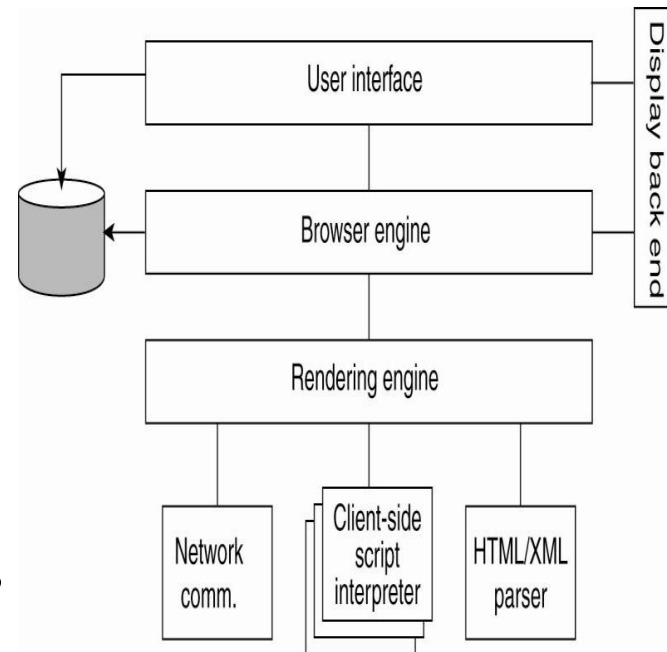 User interface
Display back end
Browser engine
Rendering engine
Network
comm.
Client-side
script
interpreter
HTML/XML
parser